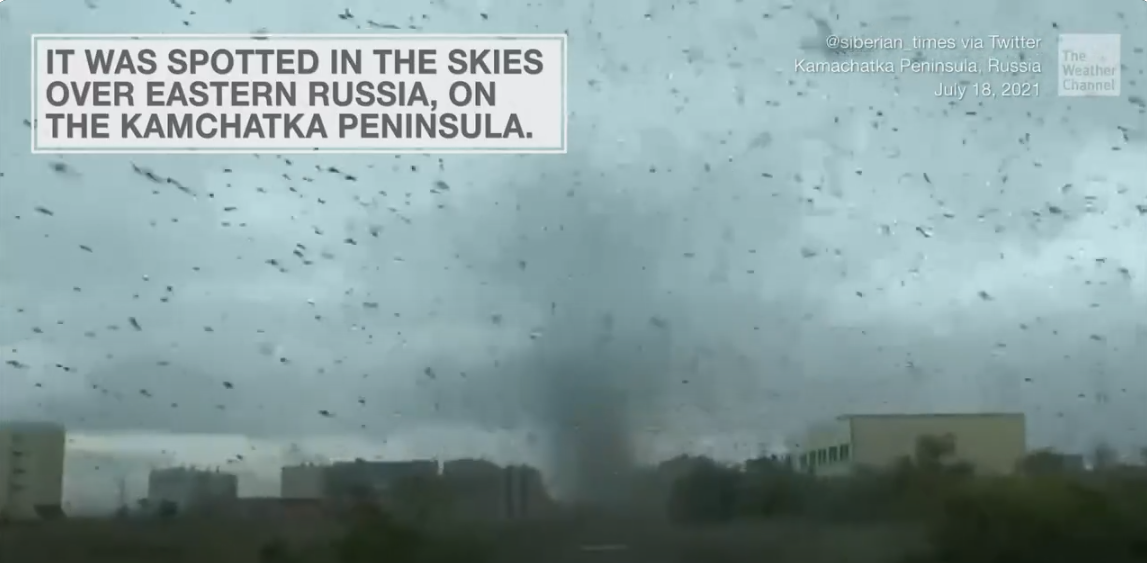 IT WAS SPOTTED IN THE SKIES
OVER EASTERN RUSSIA, ON
THE KAMCHATKA PENINSULA.
@siberian_times via Twitter
Kamachatka Peninsula, Russia
July 18, 2021
The
Weather
Channel